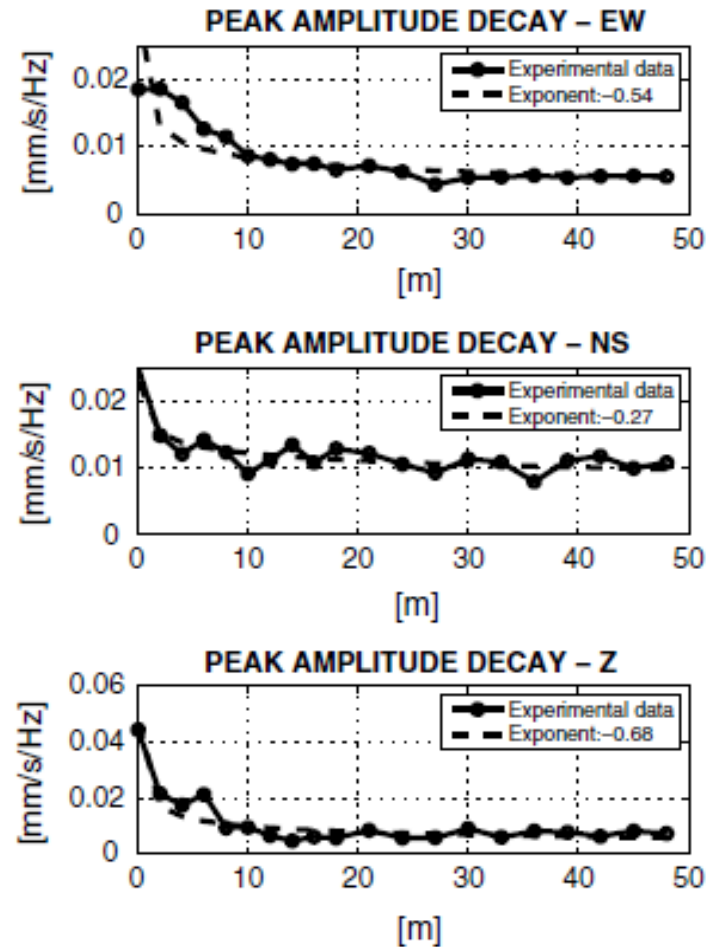 PEAK AMPLITUDE DECAY – EW
[mm/s/Hz]
0.02
0.01
0
Experimental data
Exponent:–0.54
0 10 20 30 40 50
[m]
PEAK AMPLITUDE DECAY – NS
[mm/s/Hz]
0.02
0.01
0
Experimental data
Exponent:–0.27
0 10 20 30 40 50
[m]
PEAK AMPLITUDE DECAY – Z
[mm/s/Hz]
0.06
0.04
0.02
0
Experimental data
Exponent:–0.68
0 10 20 30 40 50
[m]